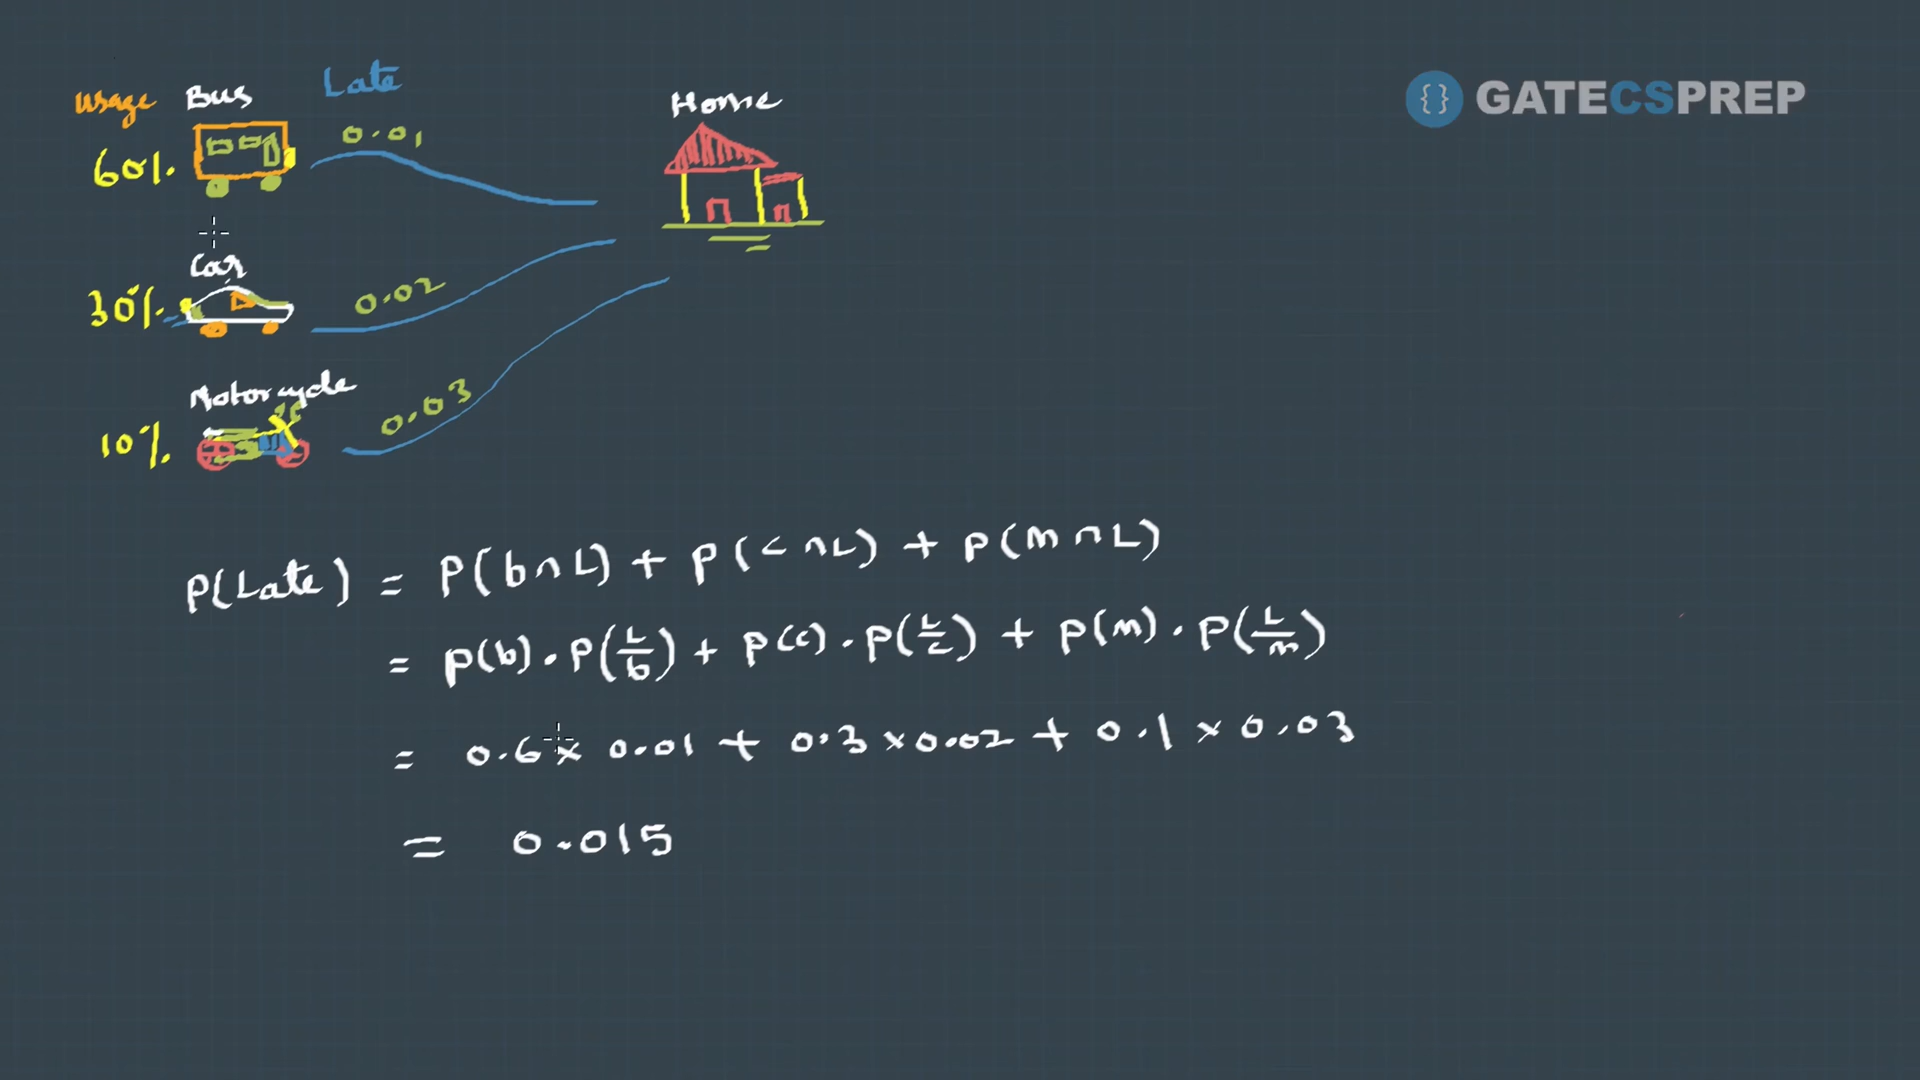 usage Bus Late Home
GATECSPREP
60%. 0.01
Car
30%. 0.02
Motorcycle
10%. 0.03
P(Late) = P(b∩L) + P(c∩L) + P(m∩L)
= P(b).P(L/b) + P(c).P(L/c) + P(m).P(L/m)
= 0.6 × 0.01 + 0.3 × 0.02 + 0.1 × 0.03
= 0.015